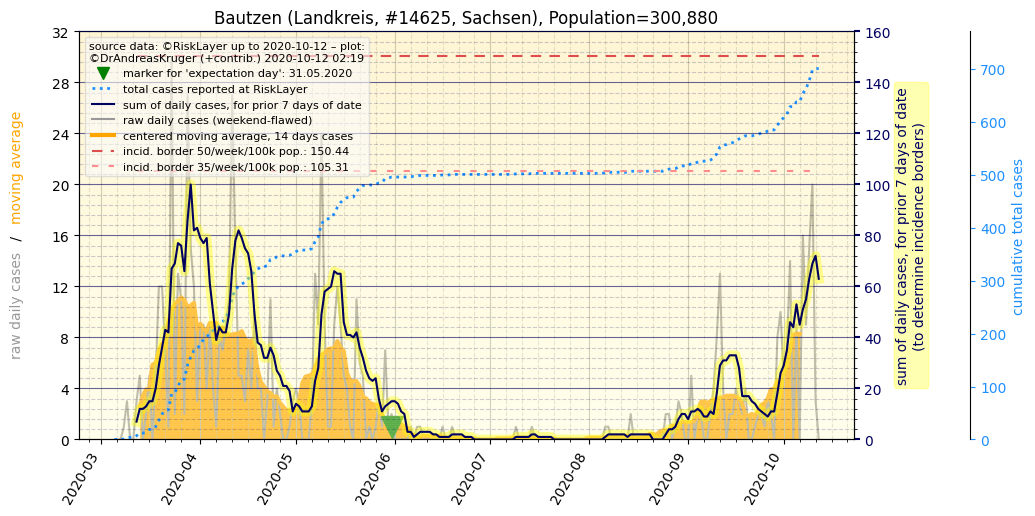 Bautzen (Landkreis, #14625, Sachsen), Population=300,880
source data: ©RiskLayer up to 2020-10-12 – plot:
©DrAndreasKruger (+contrib.) 2020-10-12 02:19
marker for 'expectation day': 31.05.2020
total cases reported at RiskLayer
sum of daily cases, for prior 7 days of date
raw daily cases (weekend-flawed)
centered moving average, 14 days cases
incid. border 50/week/100k pop.: 150.44
incid. border 35/week/100k pop.: 105.31
raw daily cases / moving average
32
28
24
20
16
12
8
4
0
2020-03
2020-04
2020-05
2020-06
2020-07
2020-08
2020-09
2020-10
160
140
120
100
80
60
40
20
0
sum of daily cases, for prior 7 days of date
(to determine incidence borders)
700
600
500
400
300
200
100
0
cumulative total cases